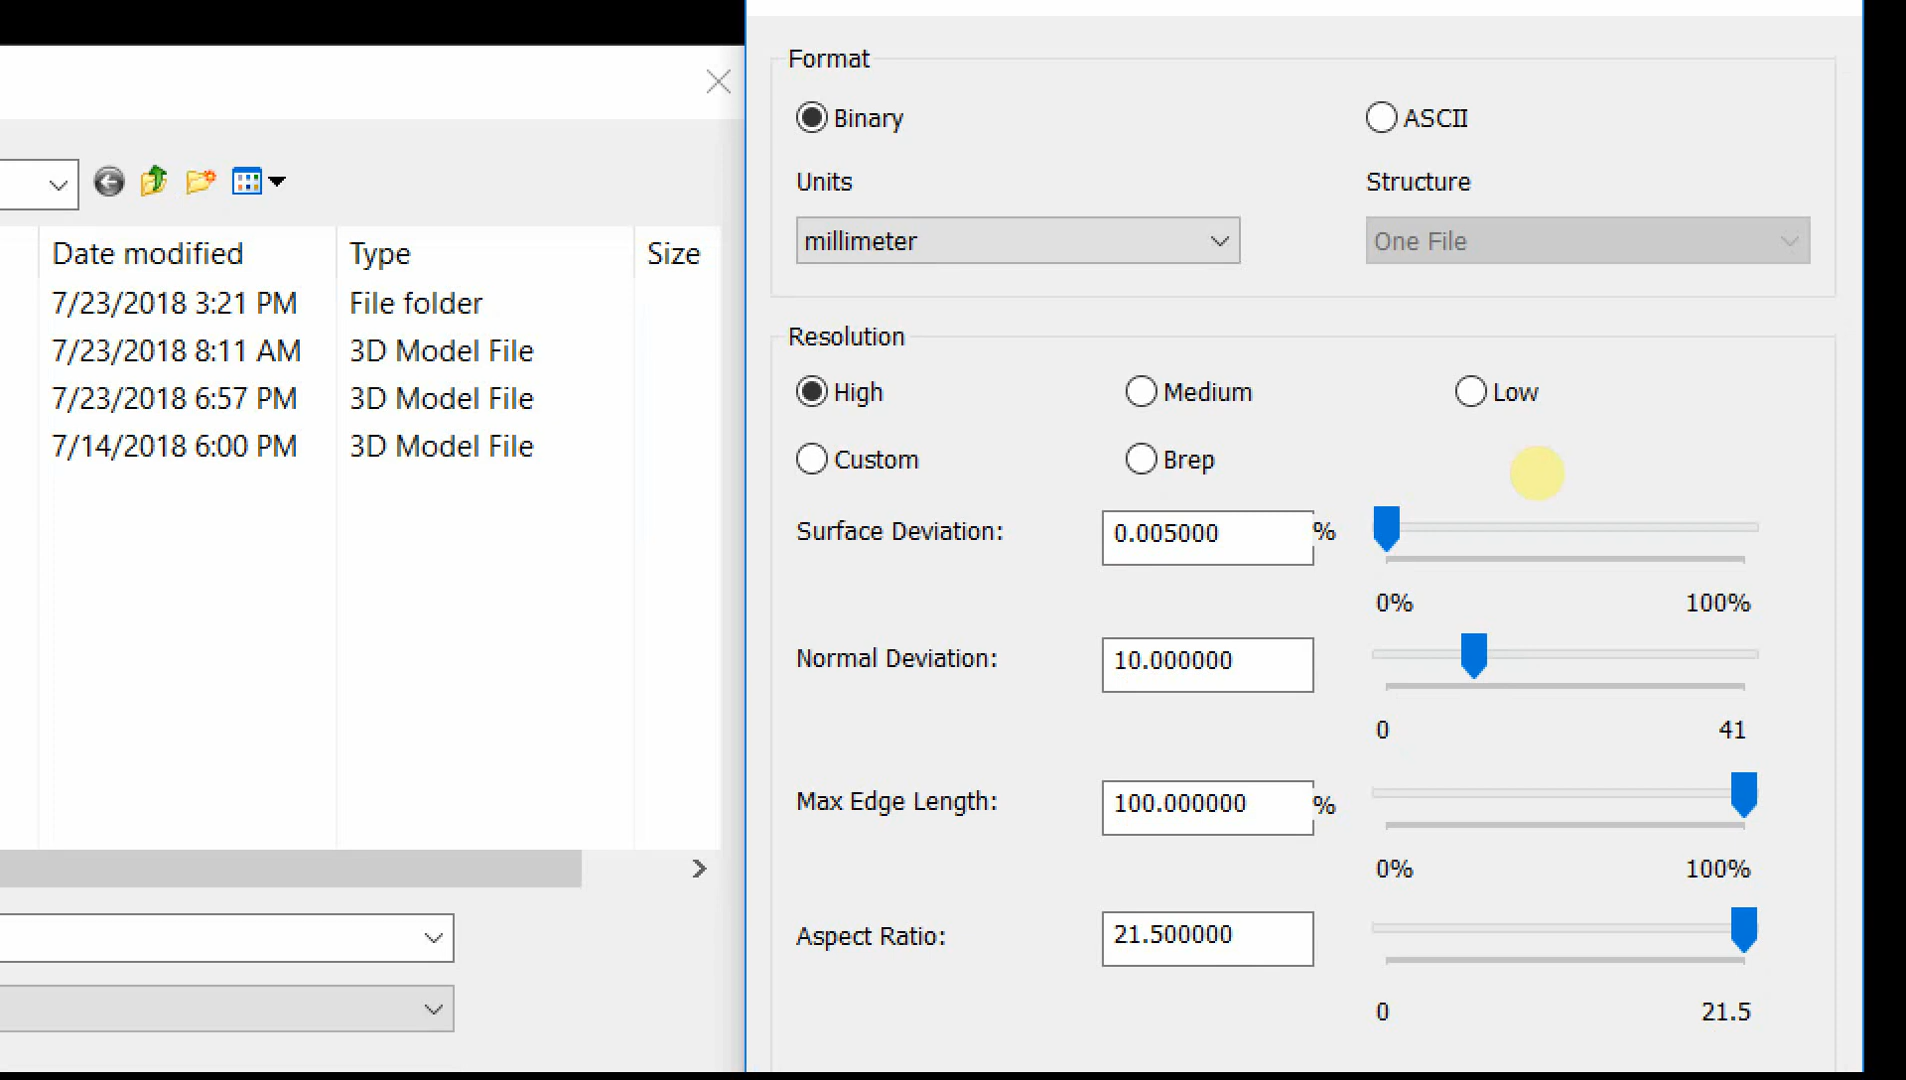 Date modified Type Size
7/23/2018 3:21 PM File folder
7/23/2018 8:11 AM 3D Model File
7/23/2018 6:57 PM 3D Model File
7/14/2018 6:00 PM 3D Model File
Format
Binary ASCII
Units Structure
millimeter One File
Resolution
High Medium Low
Custom Brep
Surface Deviation: 0.005000 %
0% 100%
Normal Deviation: 10.000000
0 41
Max Edge Length: 100.000000 %
0% 100%
Aspect Ratio: 21.500000
0 21.5